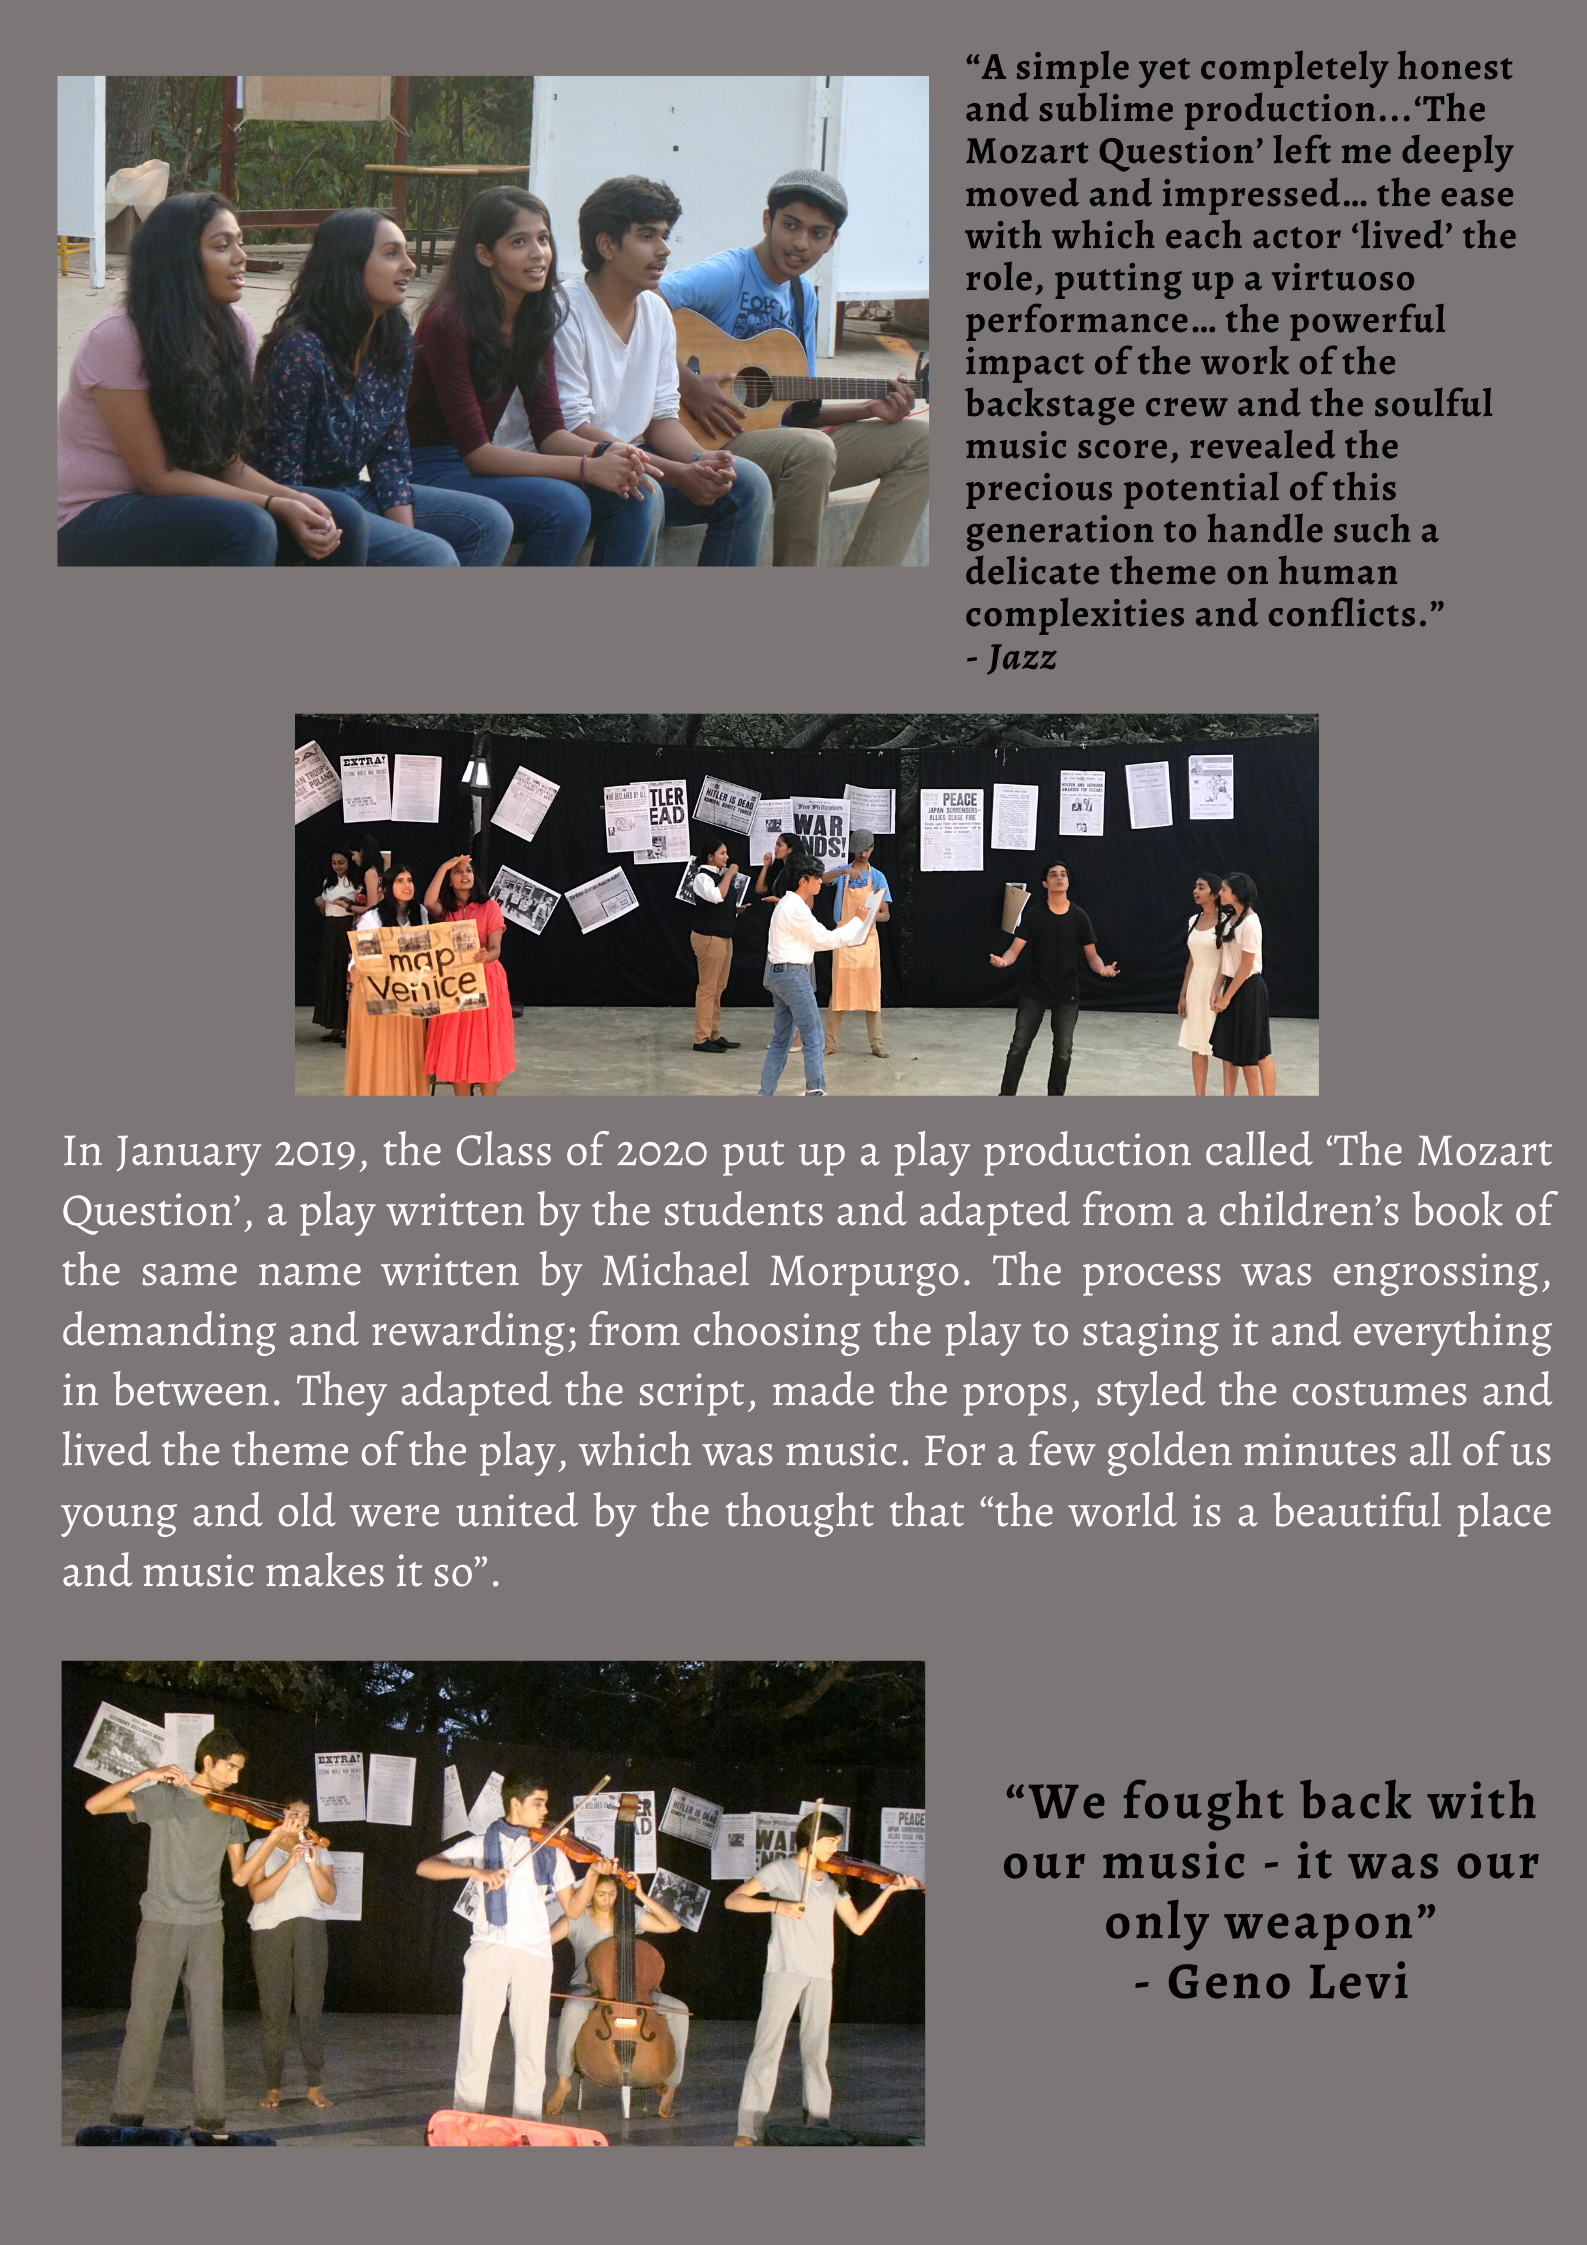 “A simple yet completely honest
and sublime production...‘The
Mozart Question’ left me deeply
moved and impressed... the ease
with which each actor ‘lived’ the
role, putting up a virtuoso
performance... the powerful
impact of the work of the
backstage crew and the soulful
music score, revealed the
precious potential of this
generation to handle such a
delicate theme on human
complexities and conflicts.”
- Jazz
EXTRA!
TLER
EAD
HITLER IS DEAD
WAR
NDS!
PEACE
JAPAN SURRENDERS-
ALLIES CEASE FIRE
map
of
Venice
In January 2019, the Class of 2020 put up a play production called ‘The Mozart
Question’, a play written by the students and adapted from a children’s book of
the same name written by Michael Morpurgo. The process was engrossing,
demanding and rewarding; from choosing the play to staging it and everything
in between. They adapted the script, made the props, styled the costumes and
lived the theme of the play, which was music. For a few golden minutes all of us
young and old were united by the thought that “the world is a beautiful place
and music makes it so”.
EXTRA!
HITLER IS DEAD
WAR
PEACE
“We fought back with
our music - it was our
only weapon”
- Geno Levi